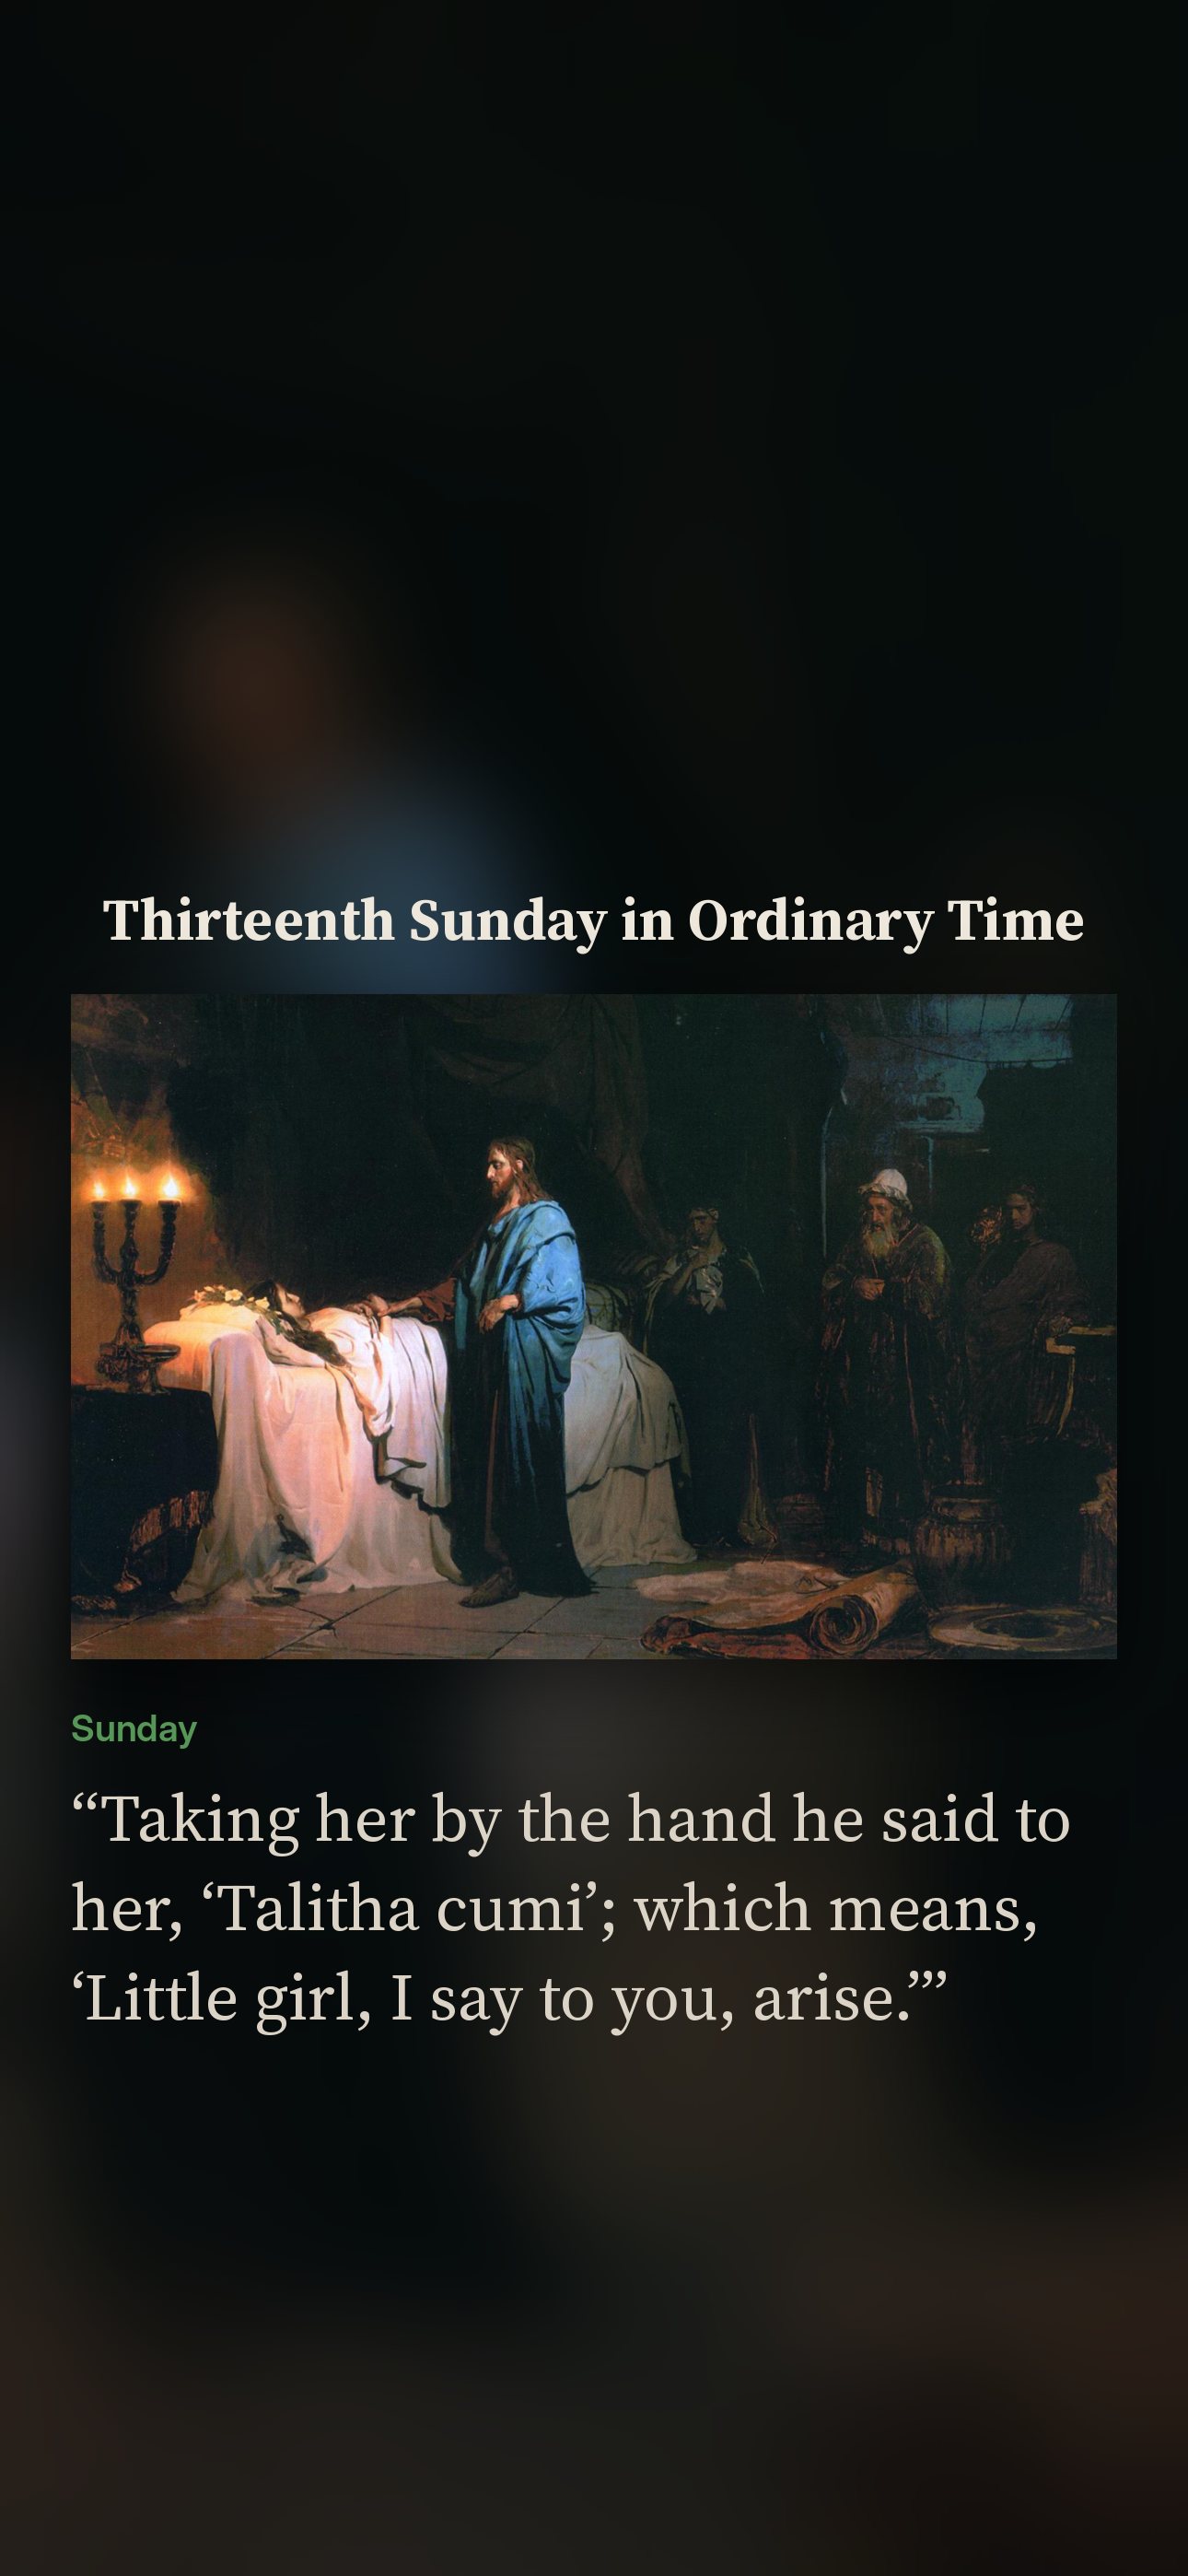 Thirteenth Sunday in Ordinary Time
Sunday
“Taking her by the hand he said to
her, ‘Talitha cumi’; which means,
‘Little girl, I say to you, arise.’”